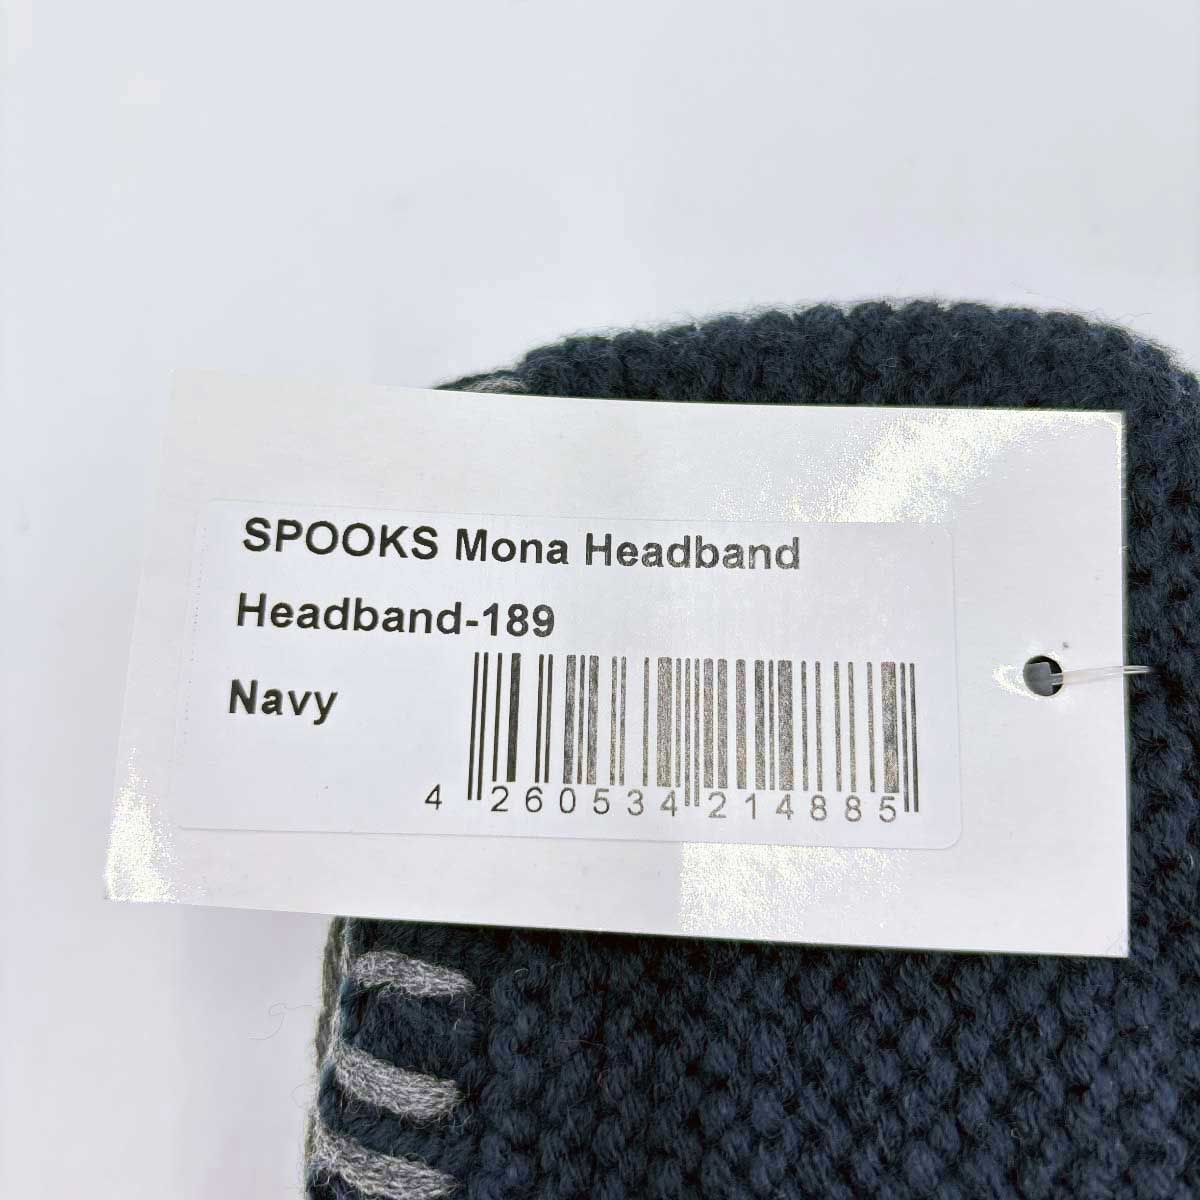 SPOOKS Mona Headband
Headband-189
Navy
4 260534 214885